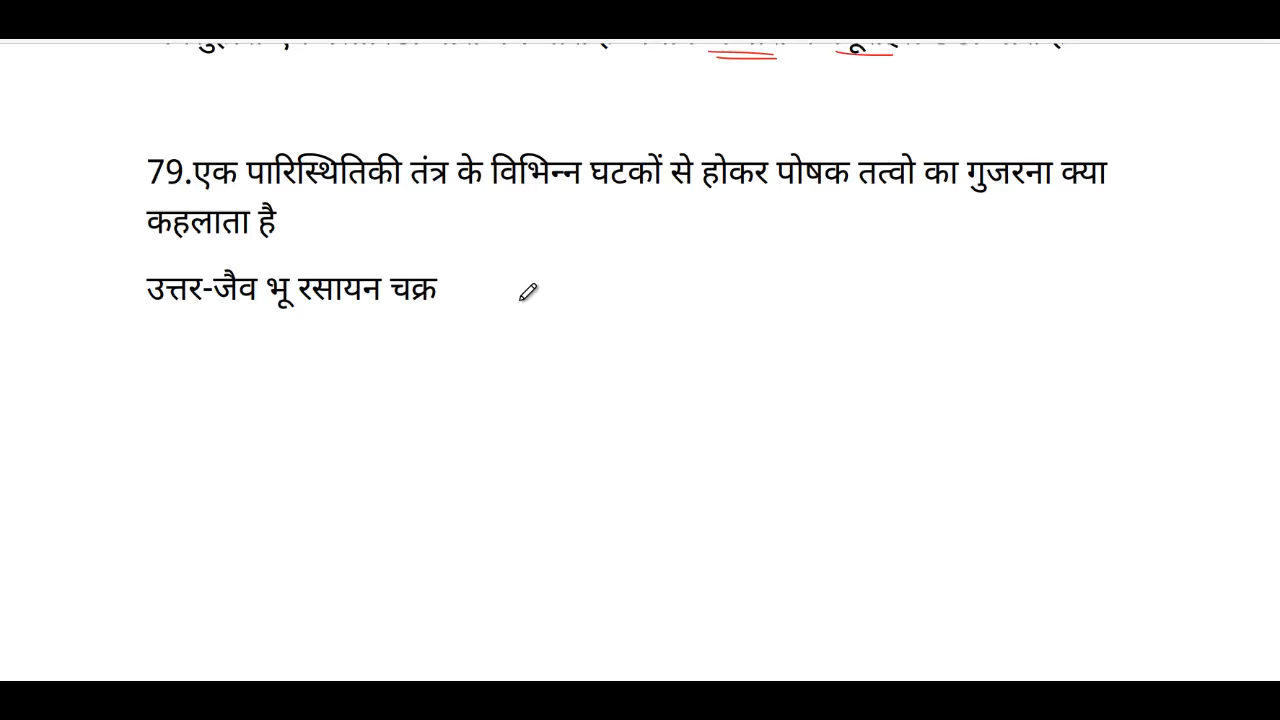 79.एक पारिस्थितिकी तंत्र के विभिन्न घटकों से होकर पोषक तत्वो का गुजरना क्या
कहलाता है
उत्तर-जैव भू रसायन चक्र